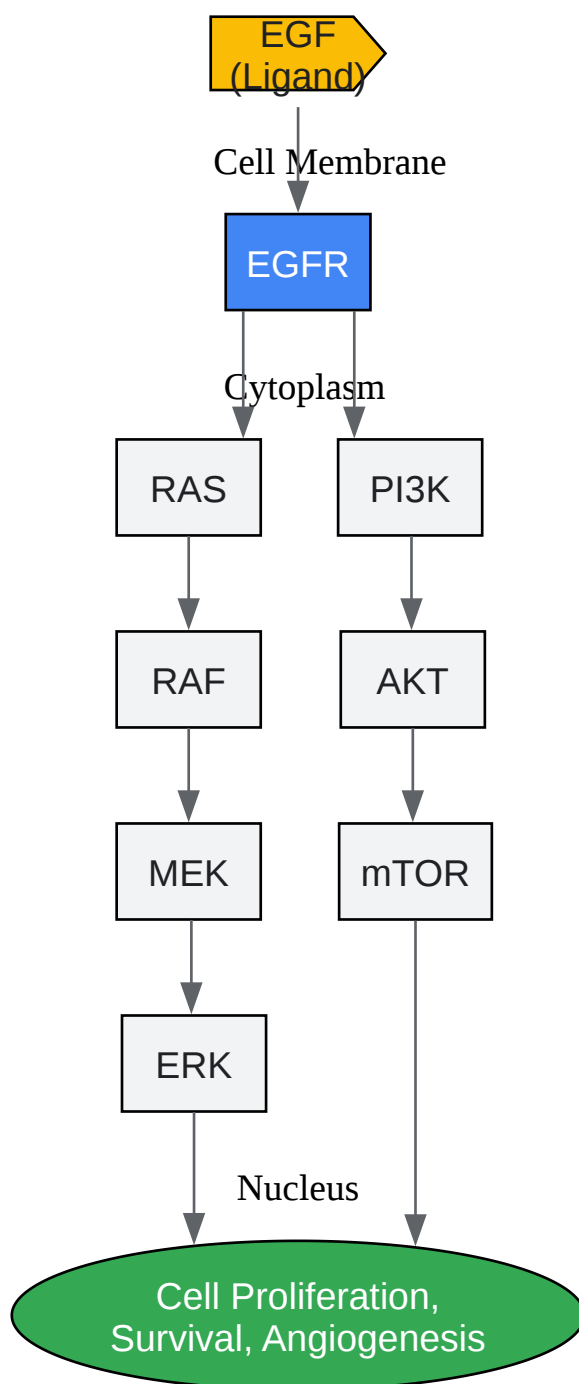 EGF
(Ligand)
Cell Membrane
EGFR
Cytoplasm
RAS
PI3K
RAF
AKT
MEK
mTOR
ERK
Nucleus
Cell Proliferation,
Survival, Angiogenesis